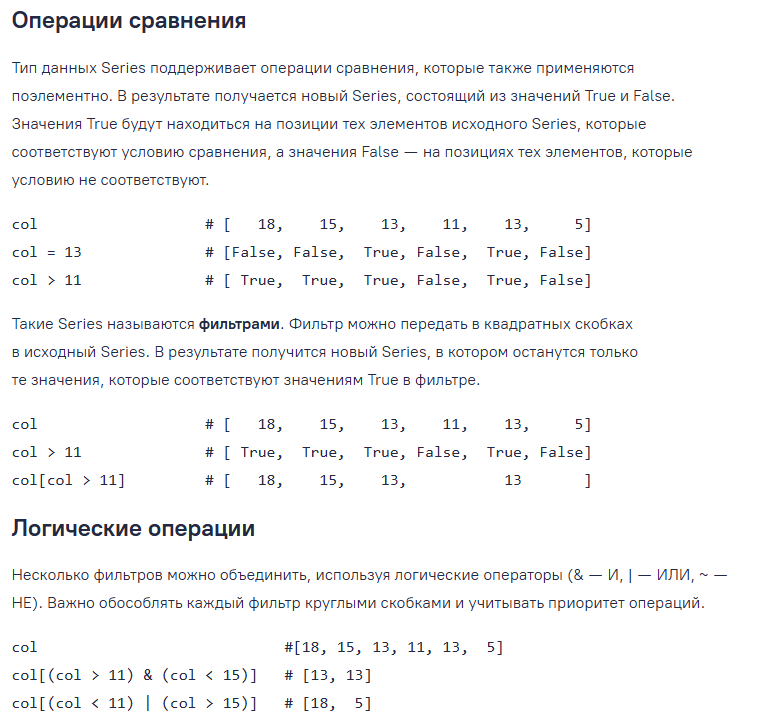 Операции сравнения
Тип данных Series поддерживает операции сравнения, которые также применяются
поэлементно. В результате получается новый Series, состоящий из значений True и False.
Значения True будут находиться на позиции тех элементов исходного Series, которые
соответствуют условию сравнения, а значения False — на позициях тех элементов, которые
условию не соответствуют.
col                   # [   18,    15,    13,    11,    13,     5]
col = 13              # [False, False,  True, False,  True, False]
col > 11              # [ True,  True,  True, False,  True, False]
Такие Series называются фильтрами. Фильтр можно передать в квадратных скобках
в исходный Series. В результате получится новый Series, в котором останутся только
те значения, которые соответствуют значениям True в фильтре.
col                   # [   18,    15,    13,    11,    13,     5]
col > 11              # [ True,  True,  True, False,  True, False]
col[col > 11]         # [   18,    15,    13,           13       ]
Логические операции
Несколько фильтров можно объединить, используя логические операторы (& — И, | — ИЛИ, ~ —
НЕ). Важно обособлять каждый фильтр круглыми скобками и учитывать приоритет операций.
col                            #[18, 15, 13, 11, 13,  5]
col[(col > 11) & (col < 15)]   # [13, 13]
col[(col < 11) | (col > 15)]   # [18,  5]